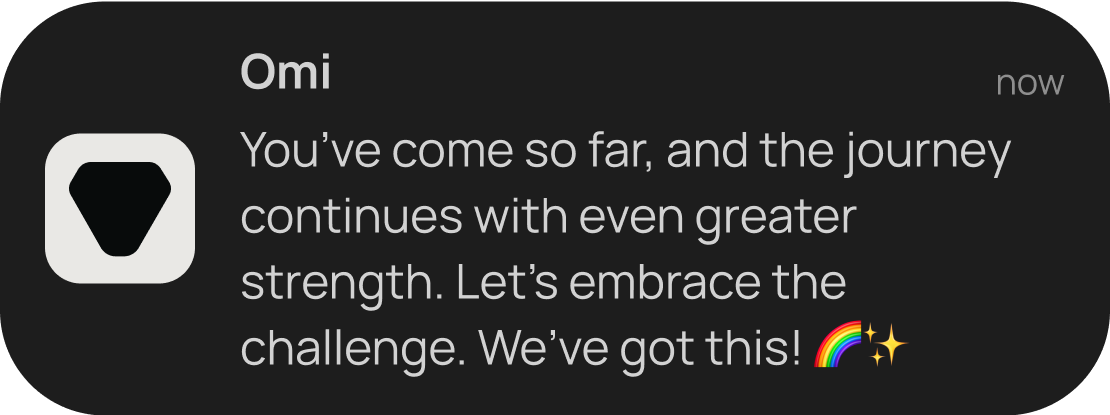 Omi
now
You’ve come so far, and the journey
continues with even greater
strength. Let’s embrace the
challenge. We’ve got this! 🌈✨